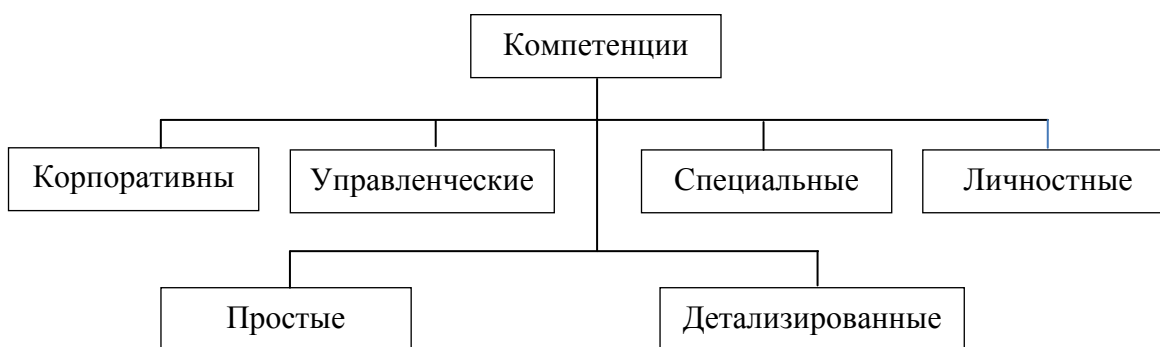 Компетенции
Корпоративны
Управленческие
Специальные
Личностные
Простые
Детализированные